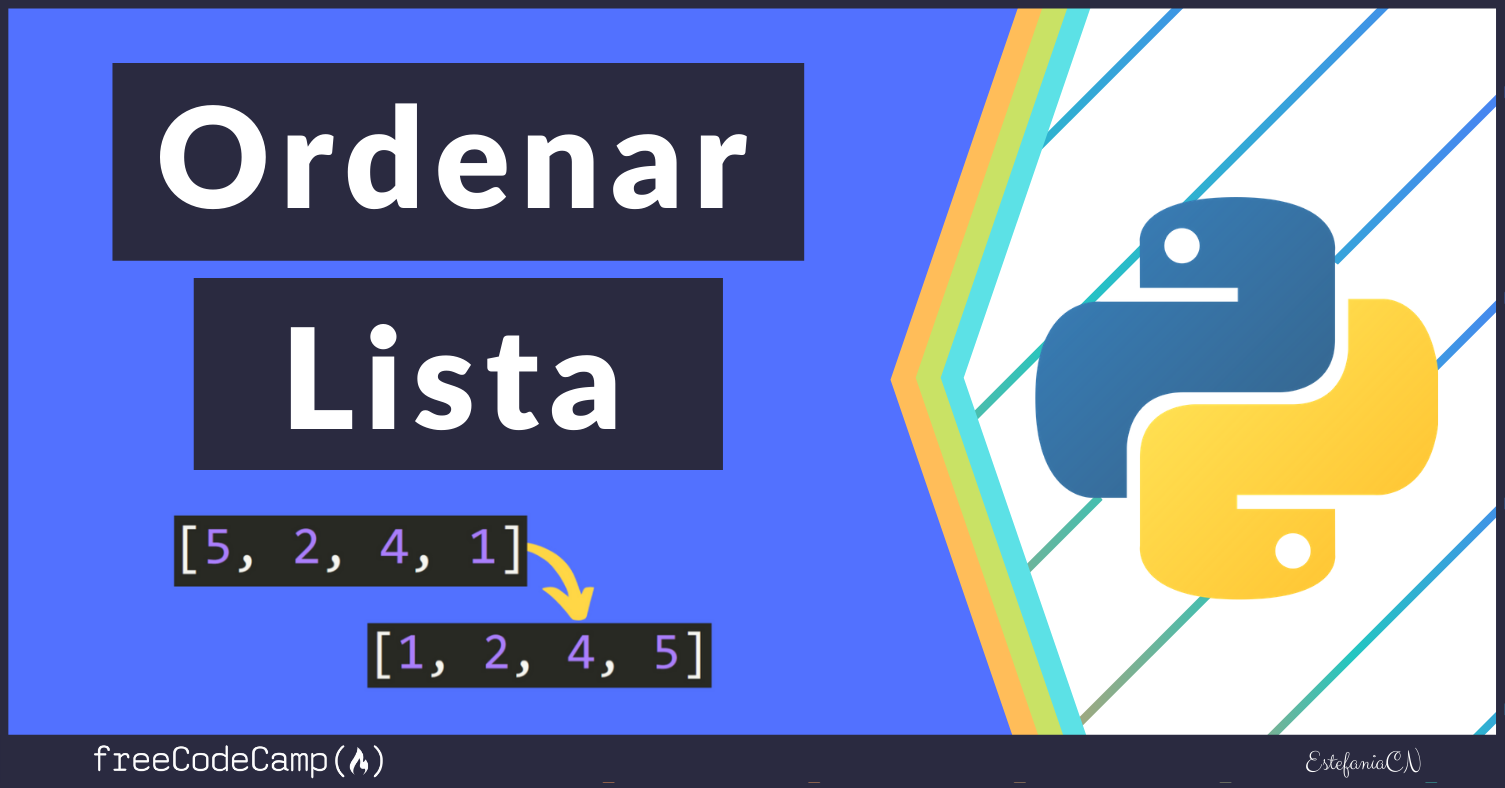 Ordenar
Lista
[5, 2, 4, 1]
[1, 2, 4, 5]
freeCodeCamp(🔥)
EstefaniaCN